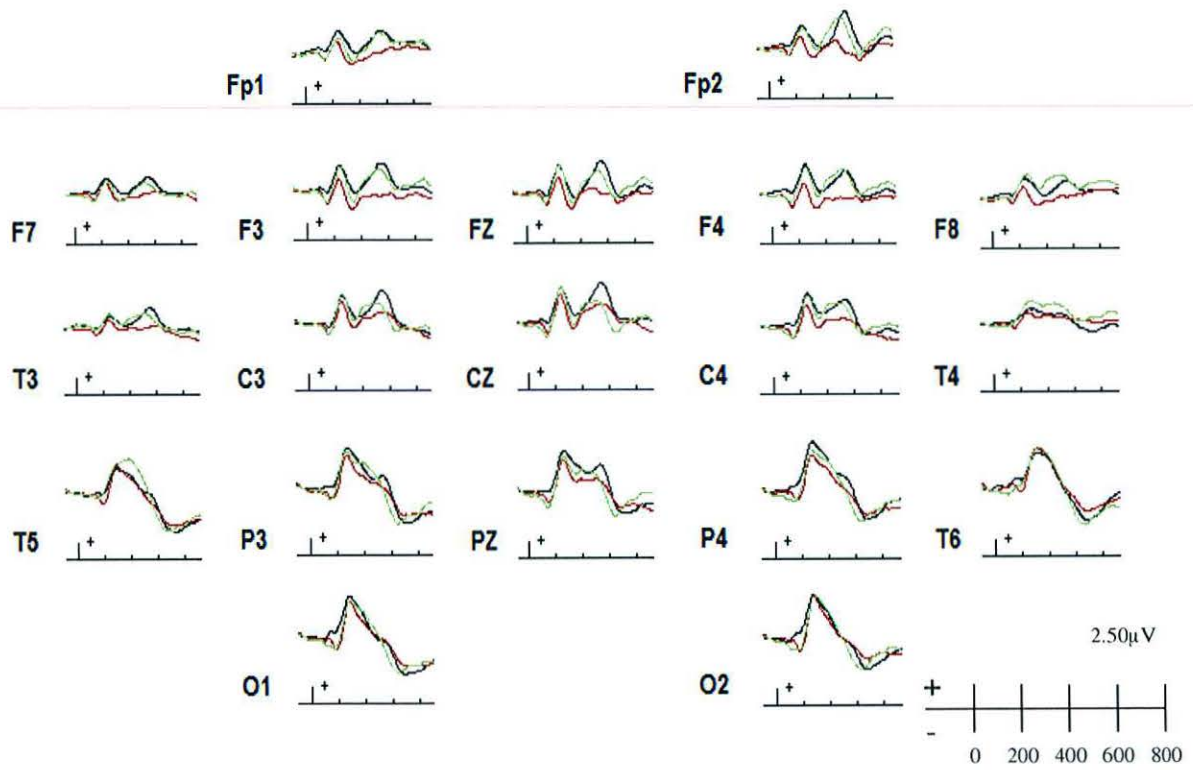 Fp1 + Fp2 +
F7 + F3 + FZ + F4 + F8 +
T3 + C3 + CZ + C4 + T4 +
T5 + P3 + PZ + P4 + T6 +
O1 + O2 +
2.50μV
+
-
0 200 400 600 800